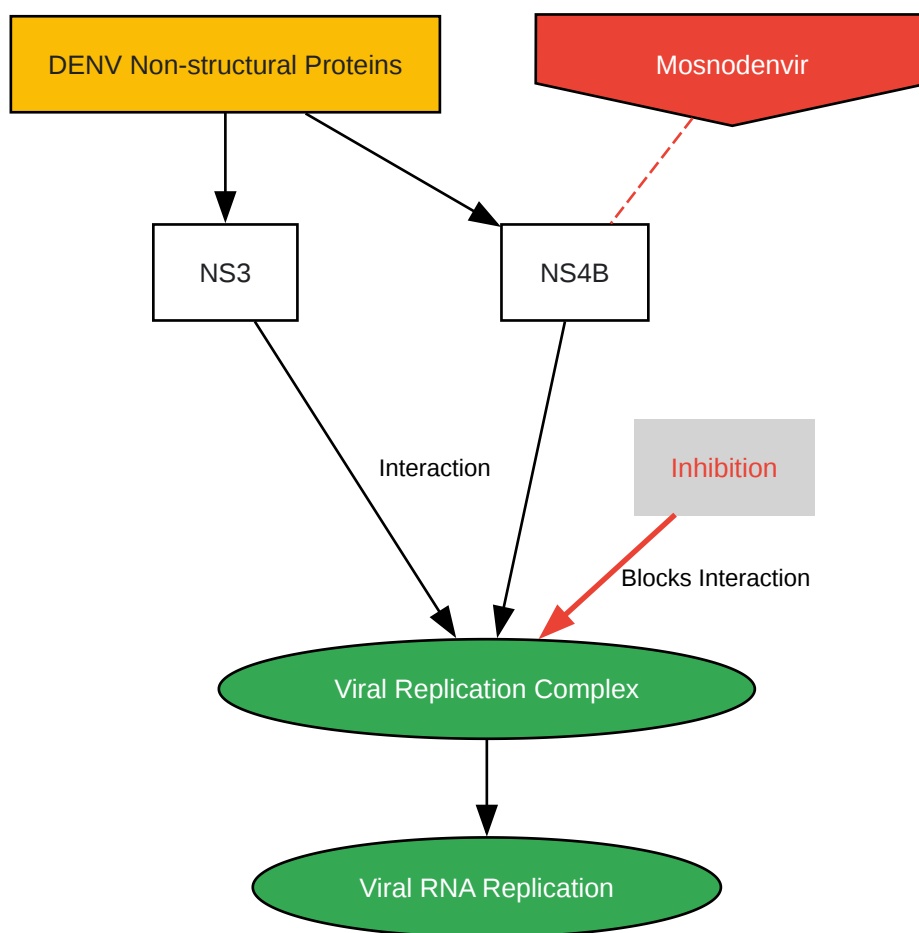 DENV Non-structural Proteins
Mosnodenvir
NS3
NS4B
Interaction
Inhibition
Blocks Interaction
Viral Replication Complex
Viral RNA Replication